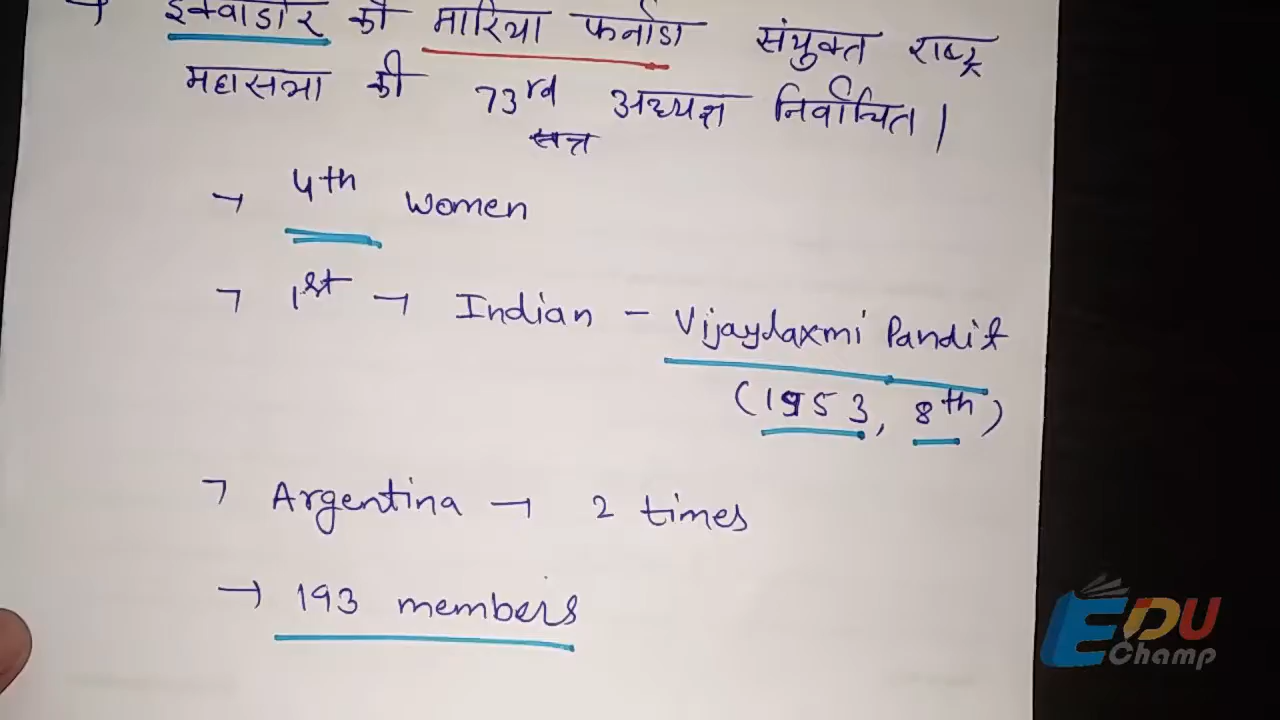 → इक्वाडोर की मारिया फर्नांडा संयुक्त राष्ट्र
महासभा की 73rd अध्यक्ष निर्वाचित।
सत्र
→ 4th women
→ 1st → Indian - Vijaylaxmi Pandit
(1953, 8th)
→ Argentina → 2 times
→ 193 members
EDU
Champ